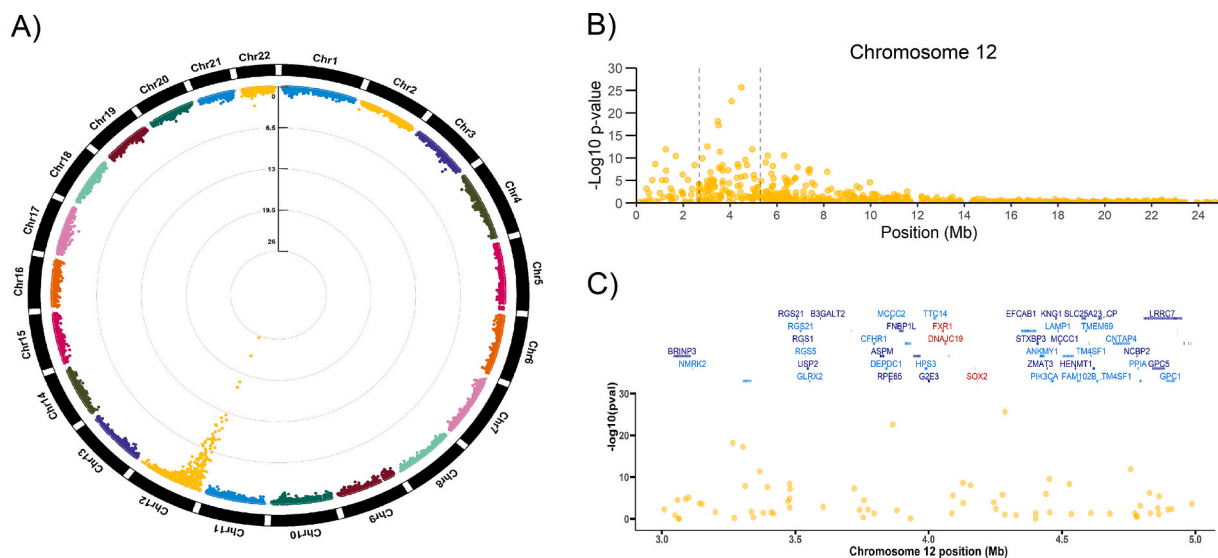 A)
Chr1
Chr2
Chr3
Chr4
Chr5
Chr6
Chr7
Chr8
Chr9
Chr10
Chr11
Chr12
Chr13
Chr14
Chr15
Chr16
Chr17
Chr18
Chr19
Chr20
Chr21
Chr22
0
6.5
13
19.5
26
B)
Chromosome 12
-Log10 p-value
30
25
20
15
10
5
0
0 2 4 6 8 10 12 14 16 18 20 22 24
Position (Mb)
C)
RGS21 B3GALT2 MCCC2 TTC14 EFCAB1 KNG1 SLC25A23 CP LRRC7
RGS21 FNBP1L FXR1 LAMP1 TMEM69
RGS1 CFHR1 DNAJC19 STXBP3 MCCC1 CNTAP4
BRINP3 RGS5 ASPM ANKMY1 TM4SF1 NCBP2
NMRK2 USP2 DEPDC1 HPS3 ZMAT3 HENMT1 PPIA GPC5
GLRX2 RPE65 G2E3 SOX2 PIK3CA FAM102B TM4SF1 GPC1
-log10(pval)
30
20
10
0
3.0 3.5 4.0 4.5 5.0
Chromosome 12 position (Mb)